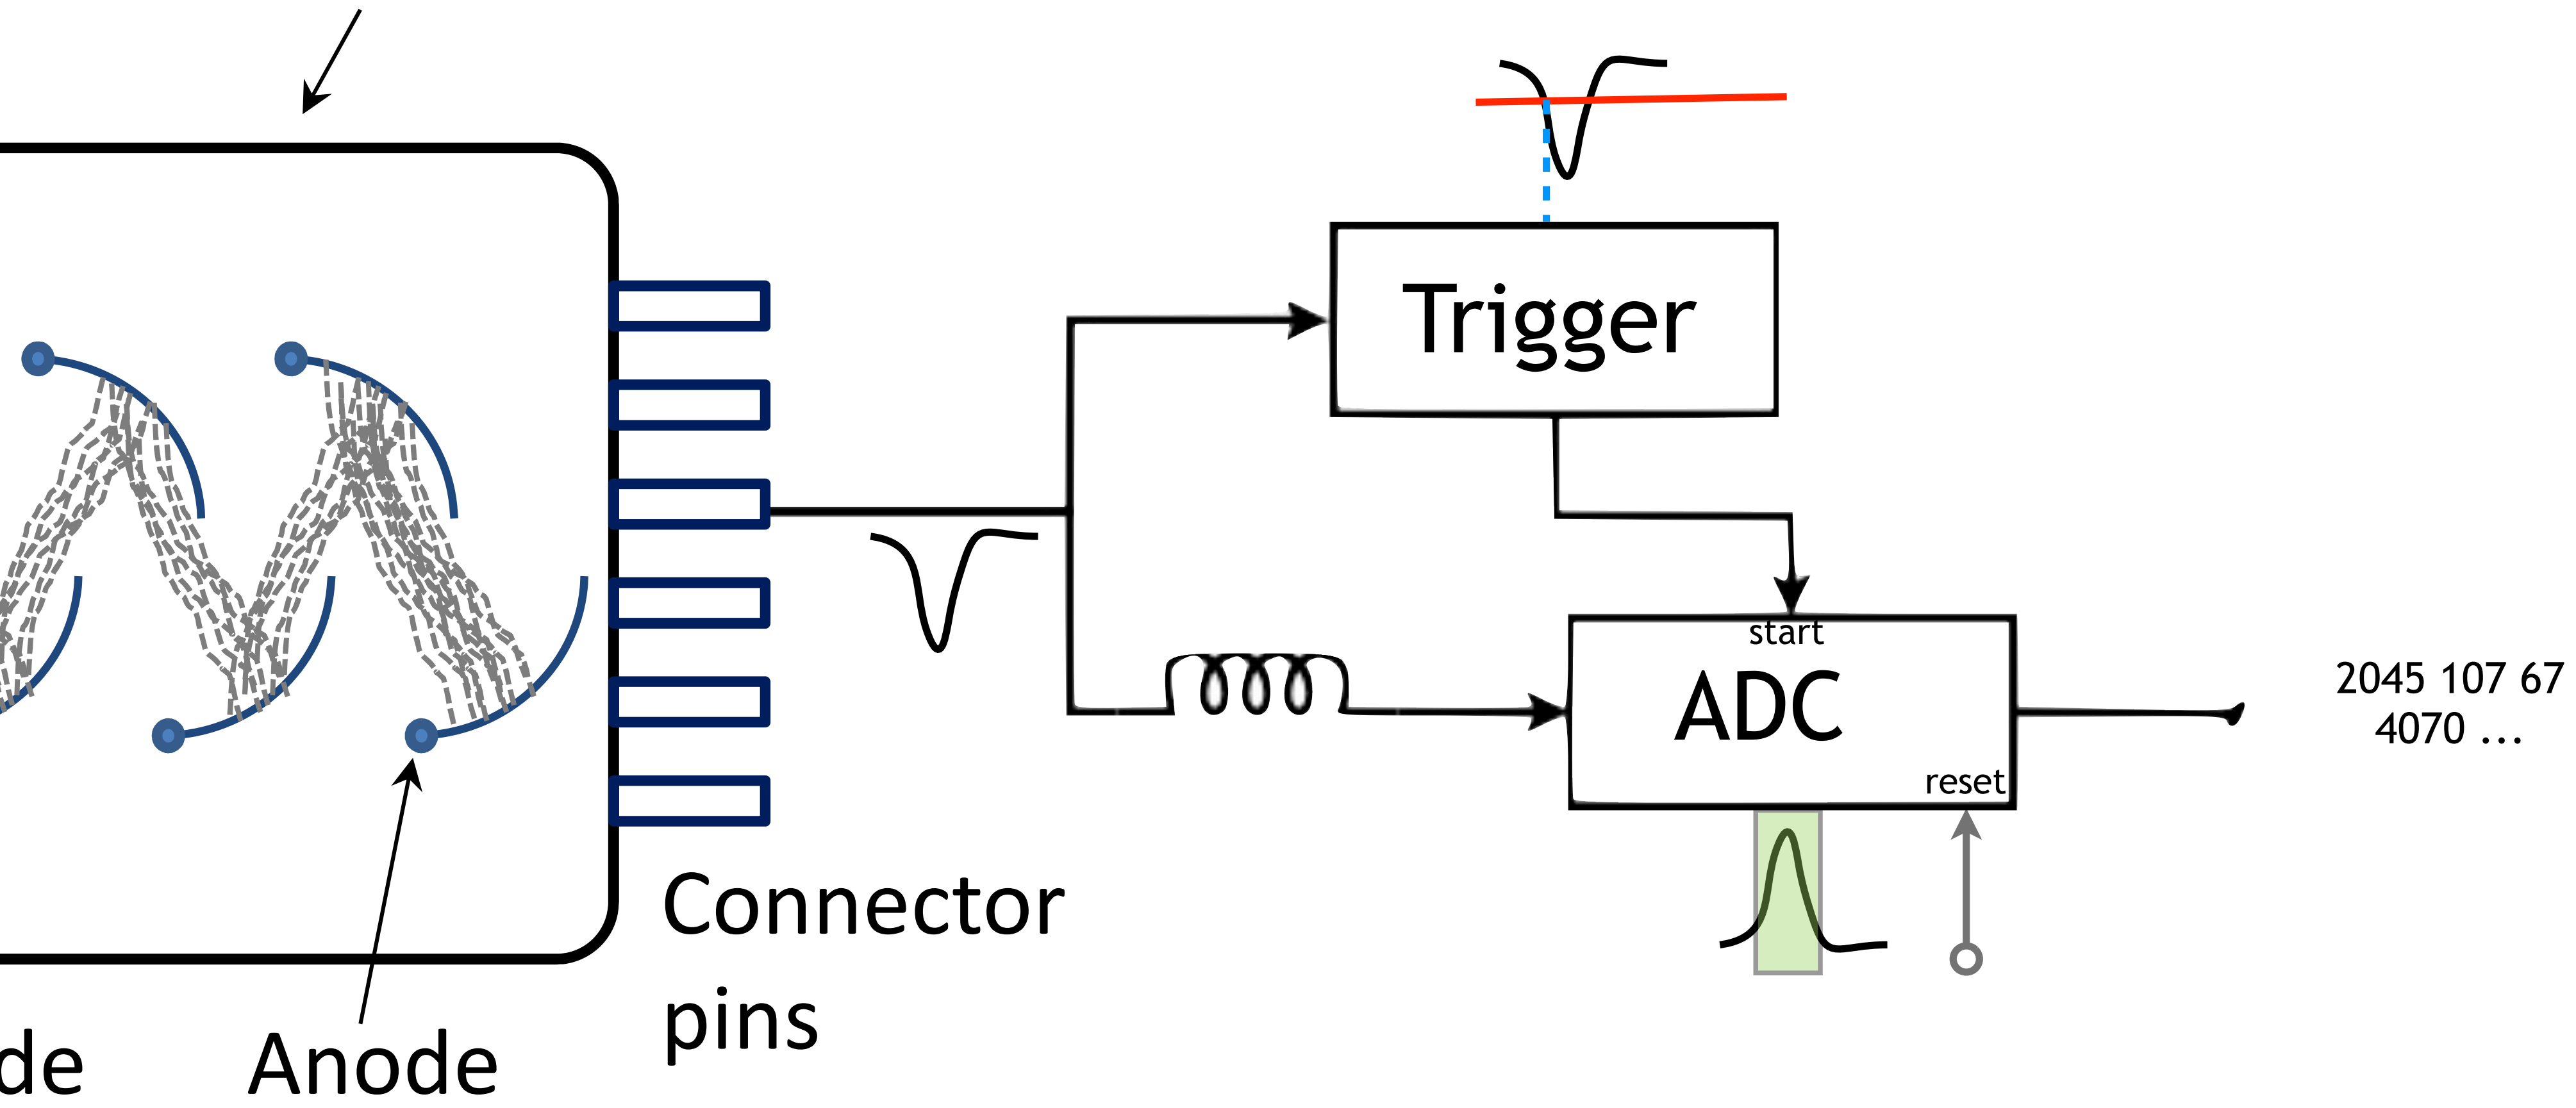 Trigger
start
ADC
reset
2045 107 67
4070 …
Connector
pins
de
Anode